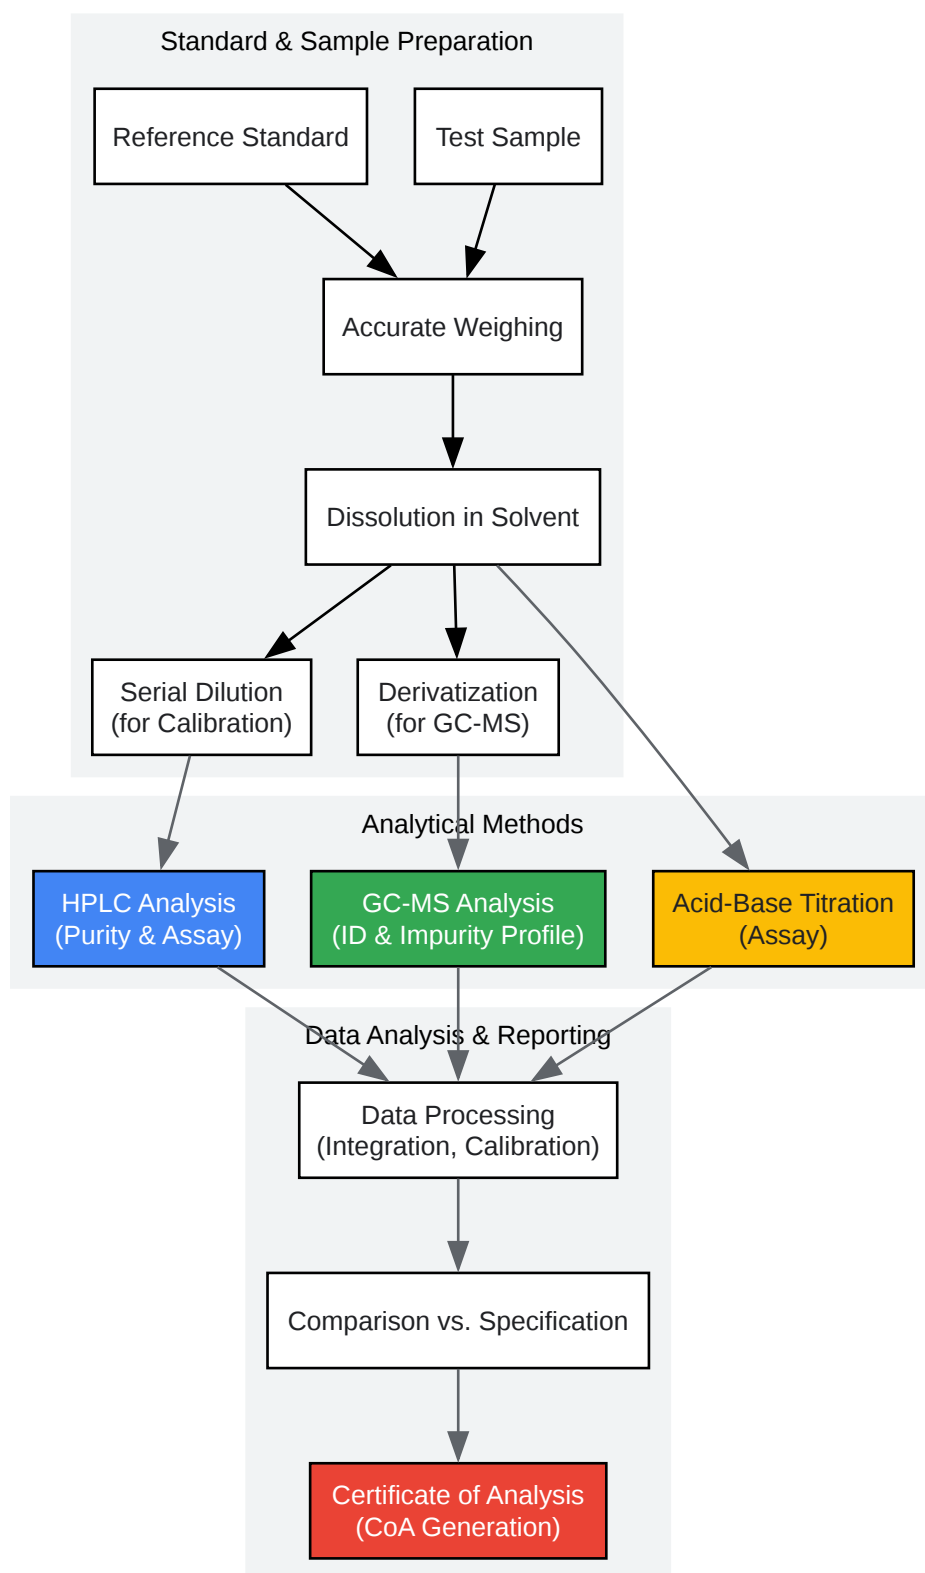 Standard & Sample Preparation
Reference Standard
Test Sample
Accurate Weighing
Dissolution in Solvent
Serial Dilution
(for Calibration)
Derivatization
(for GC-MS)
Analytical Methods
HPLC Analysis
(Purity & Assay)
GC-MS Analysis
(ID & Impurity Profile)
Acid-Base Titration
(Assay)
Data Analysis & Reporting
Data Processing
(Integration, Calibration)
Comparison vs. Specification
Certificate of Analysis
(CoA Generation)